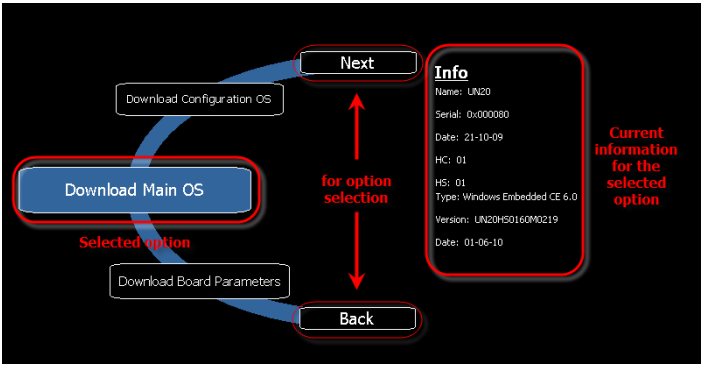 Next
Download Configuration OS
Download Main OS
Selected option
Download Board Parameters
Back
for option
selection
Info
Name: UN20
Serial: 0x000080
Date: 21-10-09
HC: 01
HS: 01
Type: Windows Embedded CE 6.0
Version: UN20HS0160M0219
Date: 01-06-10
Current
information
for the
selected
option